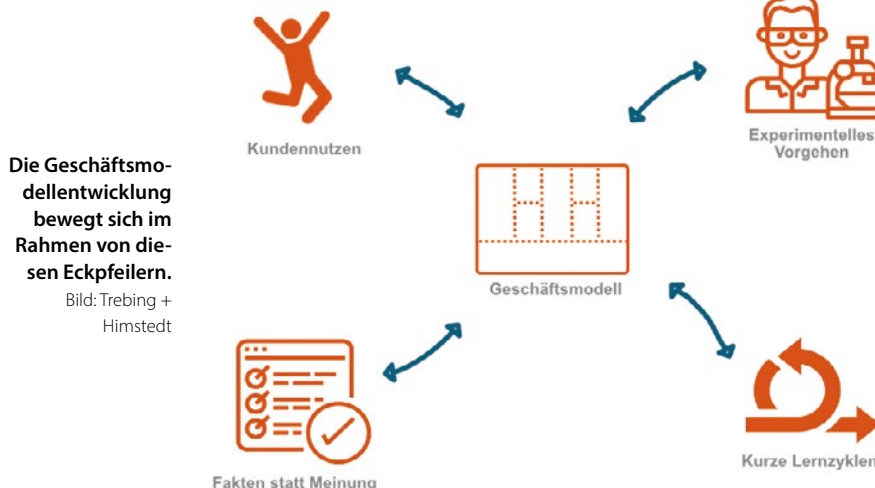 Kundennutzen
Experimentelles
Vorgehen
Die Geschäftsmo-
dellentwicklung
bewegt sich im
Rahmen von die-
sen Eckpfeilern.
Bild: Trebing +
Himstedt
Geschäftsmodell
Fakten statt Meinung
Kurze Lernzyklen